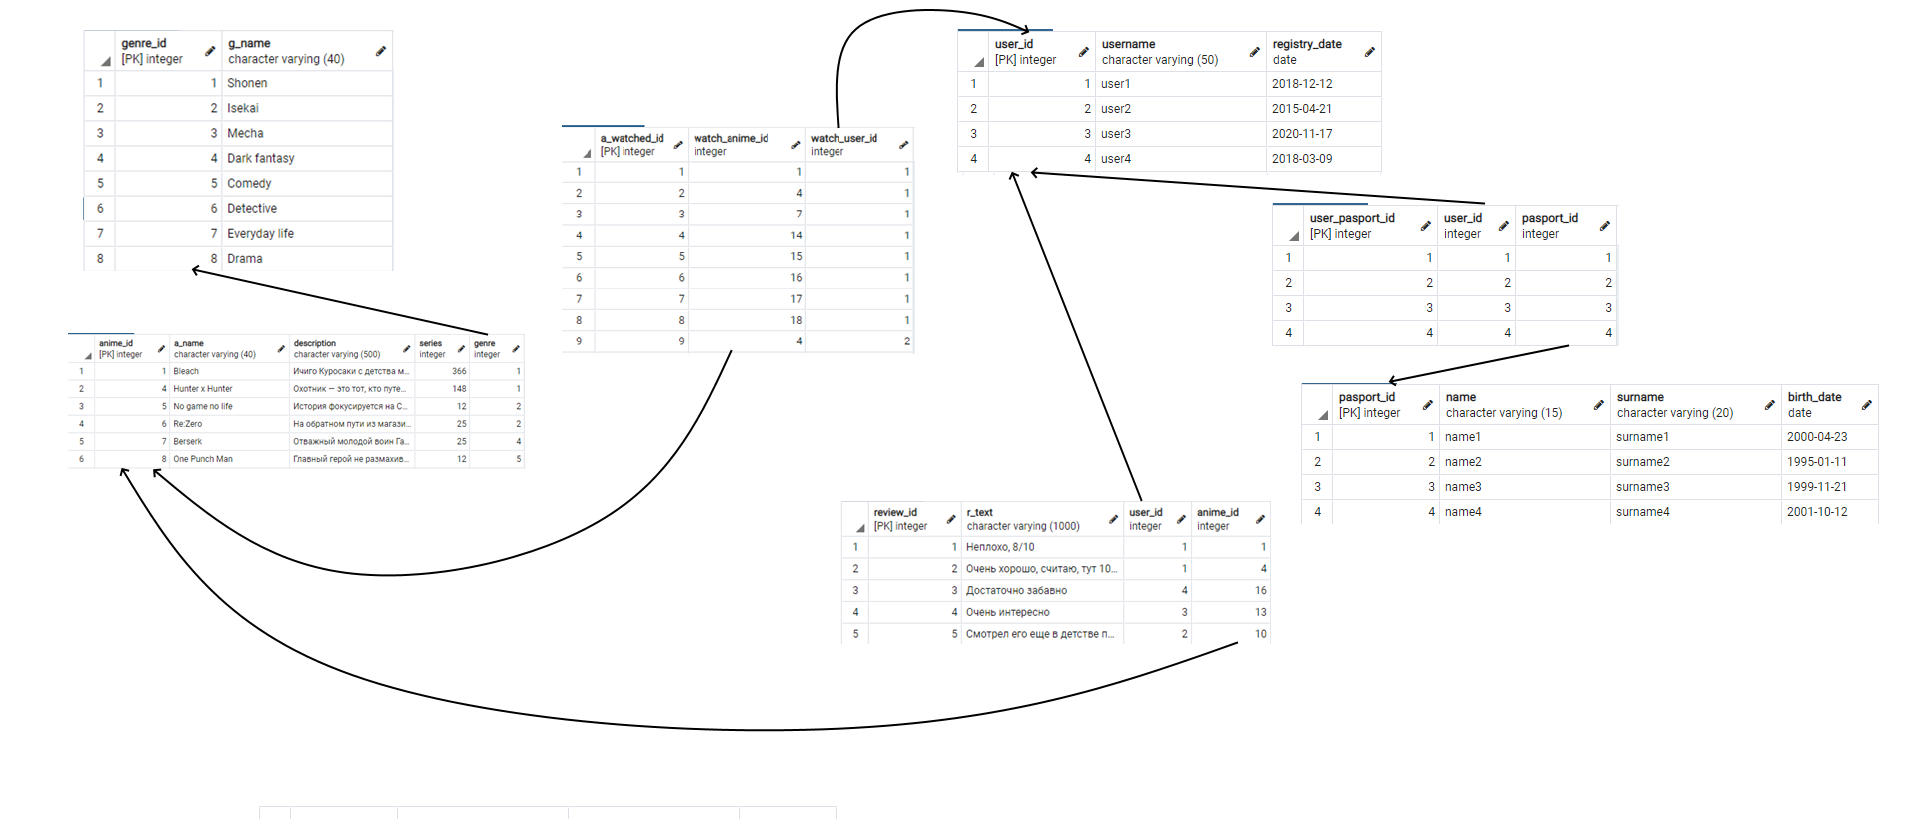 genre_id g_name
[PK] integer character varying (40)
1 1 Shonen
2 2 Isekai
3 3 Mecha
4 4 Dark fantasy
5 5 Comedy
6 6 Detective
7 7 Everyday life
8 8 Drama
a_watched_id watch_anime_id watch_user_id
[PK] integer integer integer
1 1 1 1
2 2 4 1
3 3 7 1
4 4 14 1
5 5 15 1
6 6 16 1
7 7 17 1
8 8 18 1
9 9 4 2
user_id username registry_date
[PK] integer character varying (50) date
1 1 user1 2018-12-12
2 2 user2 2015-04-21
3 3 user3 2020-11-17
4 4 user4 2018-03-09
user_pasport_id user_id pasport_id
[PK] integer integer integer
1 1 1 1
2 2 2 2
3 3 3 3
4 4 4 4
anime_id a_name description series genre
[PK] integer character varying (40) character varying (500) integer integer
1 1 Bleach Ичиго Куросаки с детства м... 366 1
2 4 Hunter x Hunter Охотник — это тот, кто путе... 148 1
3 5 No game no life История фокусируется на С... 12 2
4 6 Re:Zero На обратном пути из магази... 25 2
5 7 Berserk Отважный молодой воин Га... 25 4
6 8 One Punch Man Главный герой не размахив... 12 5
pasport_id name surname birth_date
[PK] integer character varying (15) character varying (20) date
1 1 name1 surname1 2000-04-23
2 2 name2 surname2 1995-01-11
3 3 name3 surname3 1999-11-21
4 4 name4 surname4 2001-10-12
review_id r_text user_id anime_id
[PK] integer character varying (1000) integer integer
1 1 Неплохо, 8/10 1 1
2 2 Очень хорошо, считаю, тут 10... 1 4
3 3 Достаточно забавно 4 16
4 4 Очень интересно 3 13
5 5 Смотрел его еще в детстве п... 2 10